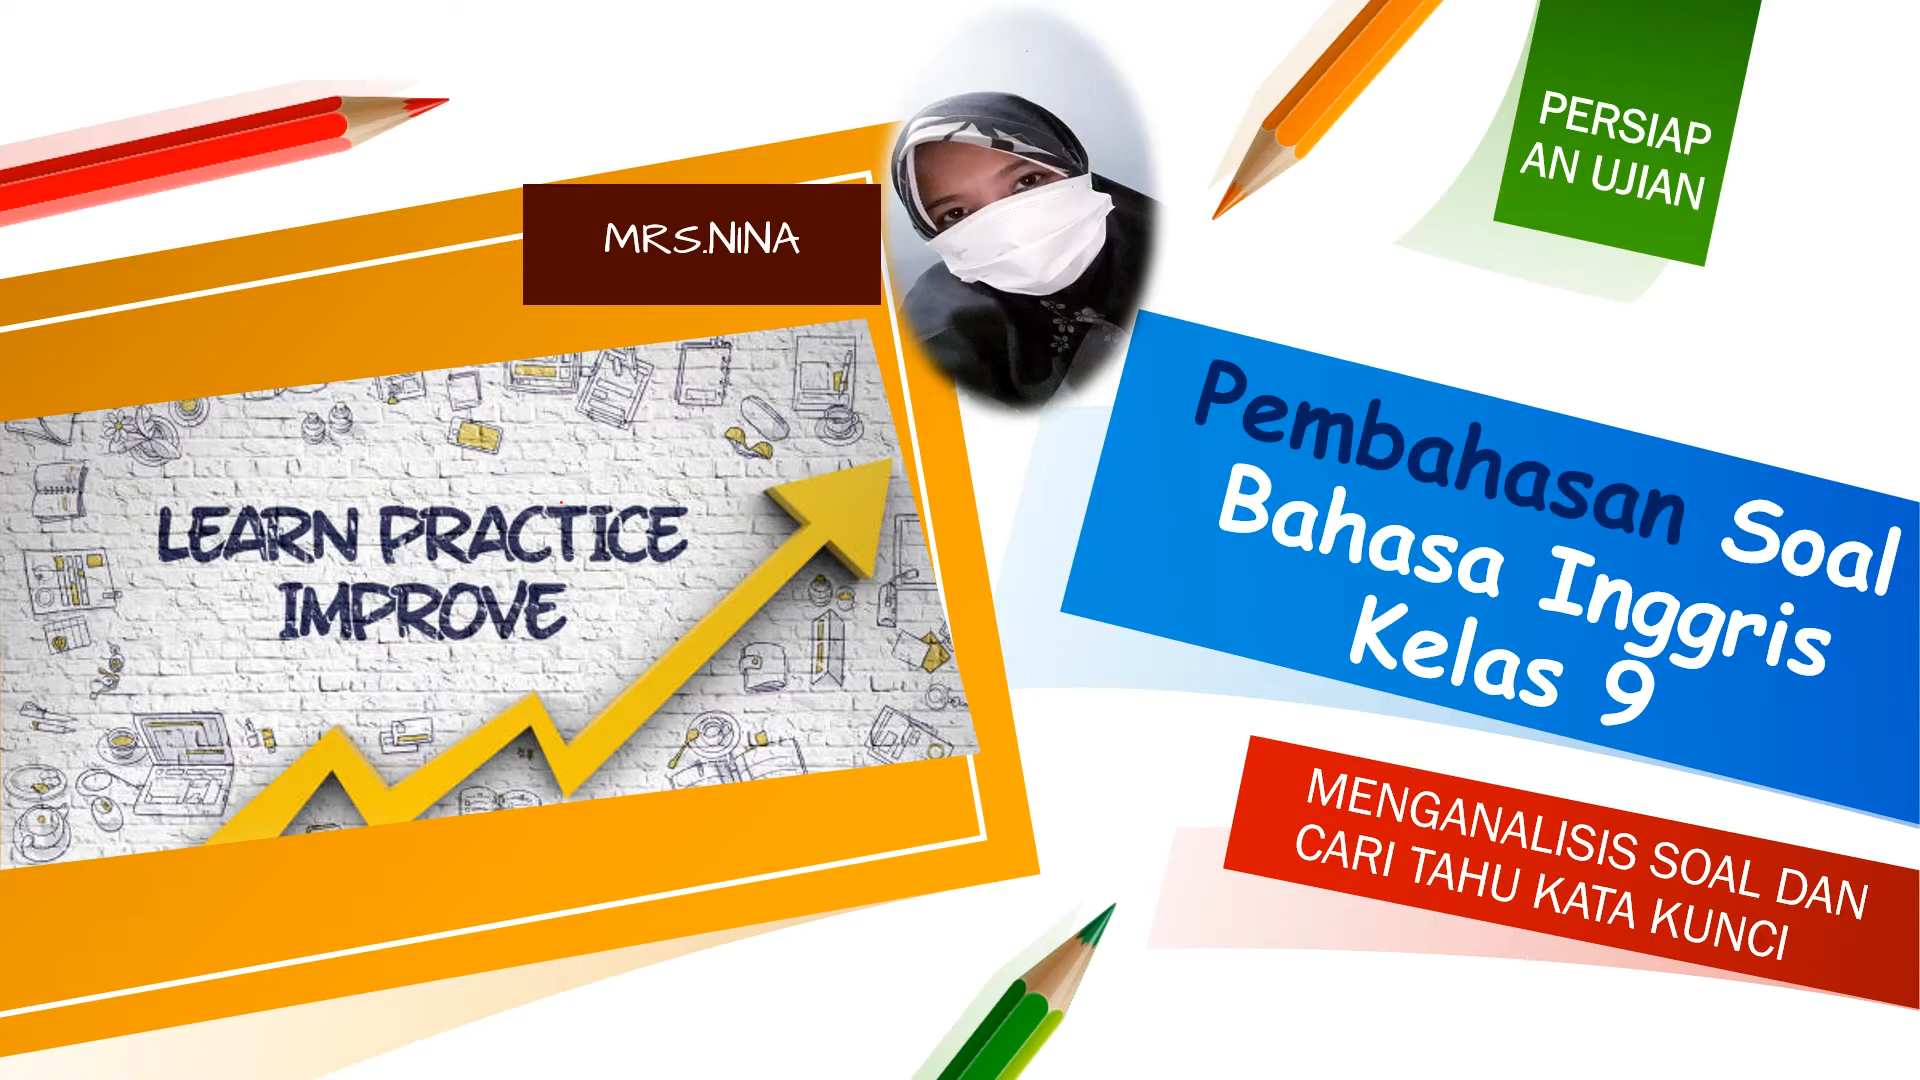 PERSIAP
AN UJIAN
MRS.NINA
LEARN PRACTICE
IMPROVE
Pembahasan Soal
Bahasa Inggris
Kelas 9
MENGANALISIS SOAL DAN
CARI TAHU KATA KUNCI